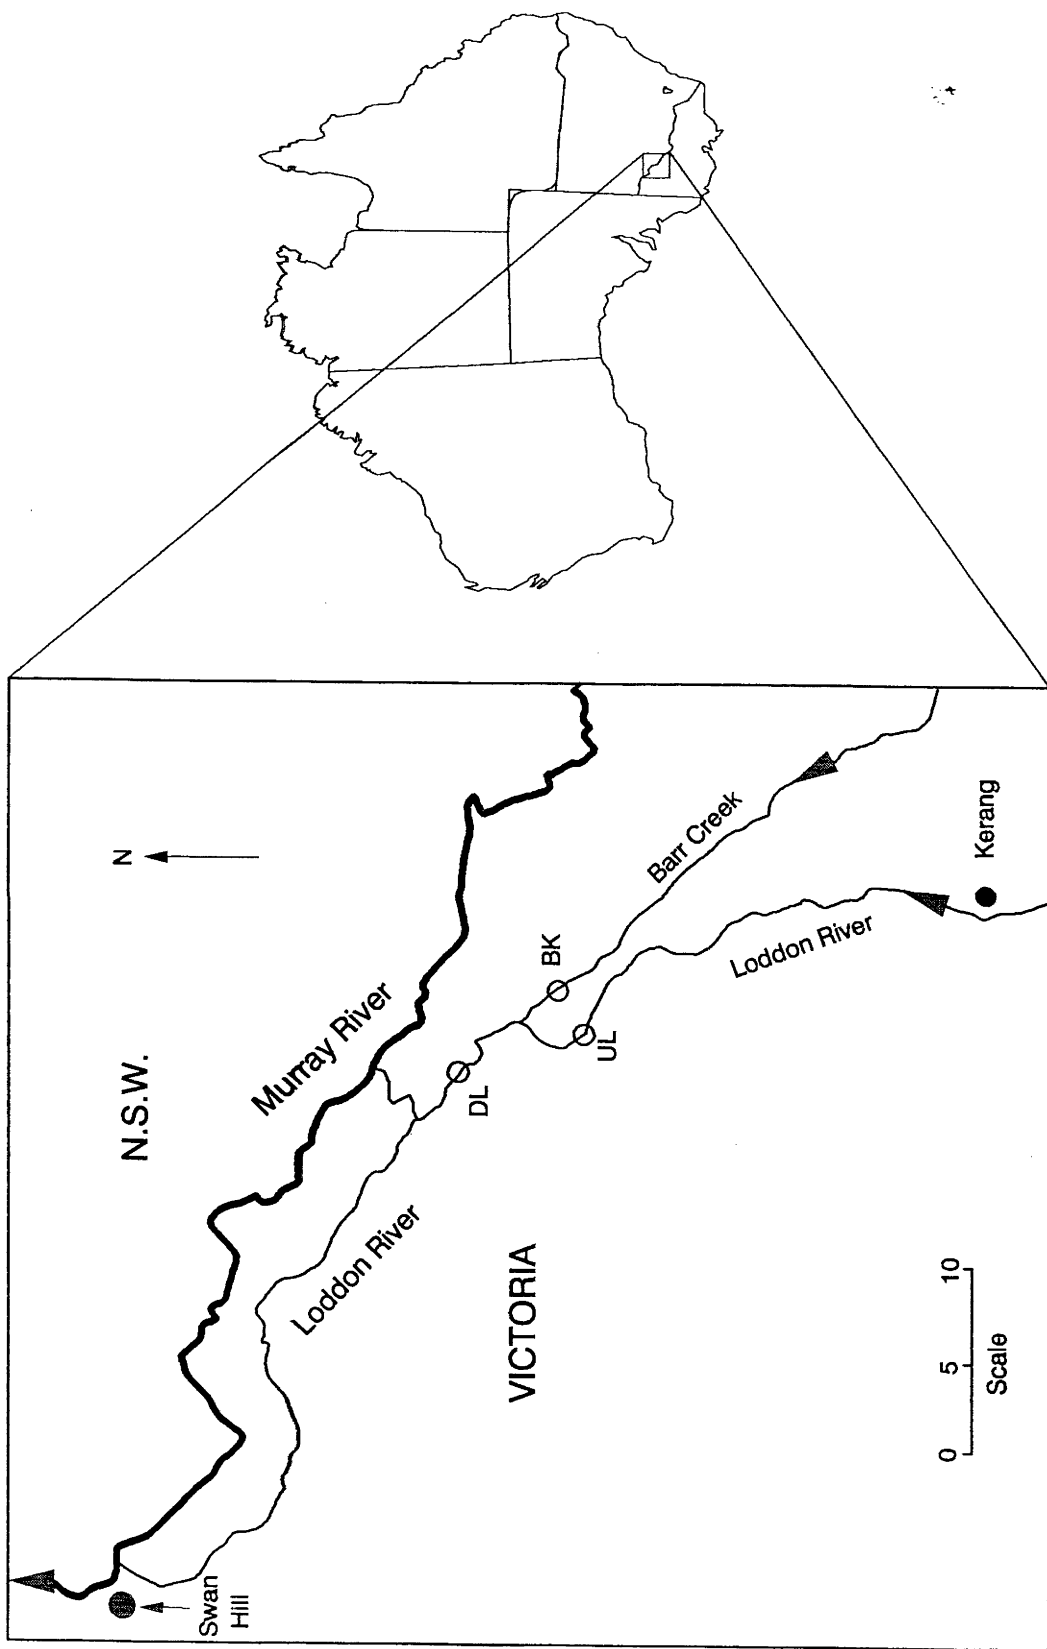 N
N.S.W.
Murray River
Barr Creek
BK
UL
DL
Loddon River
Kerang
Loddon River
VICTORIA
Swan
Hill
0 5 10
Scale